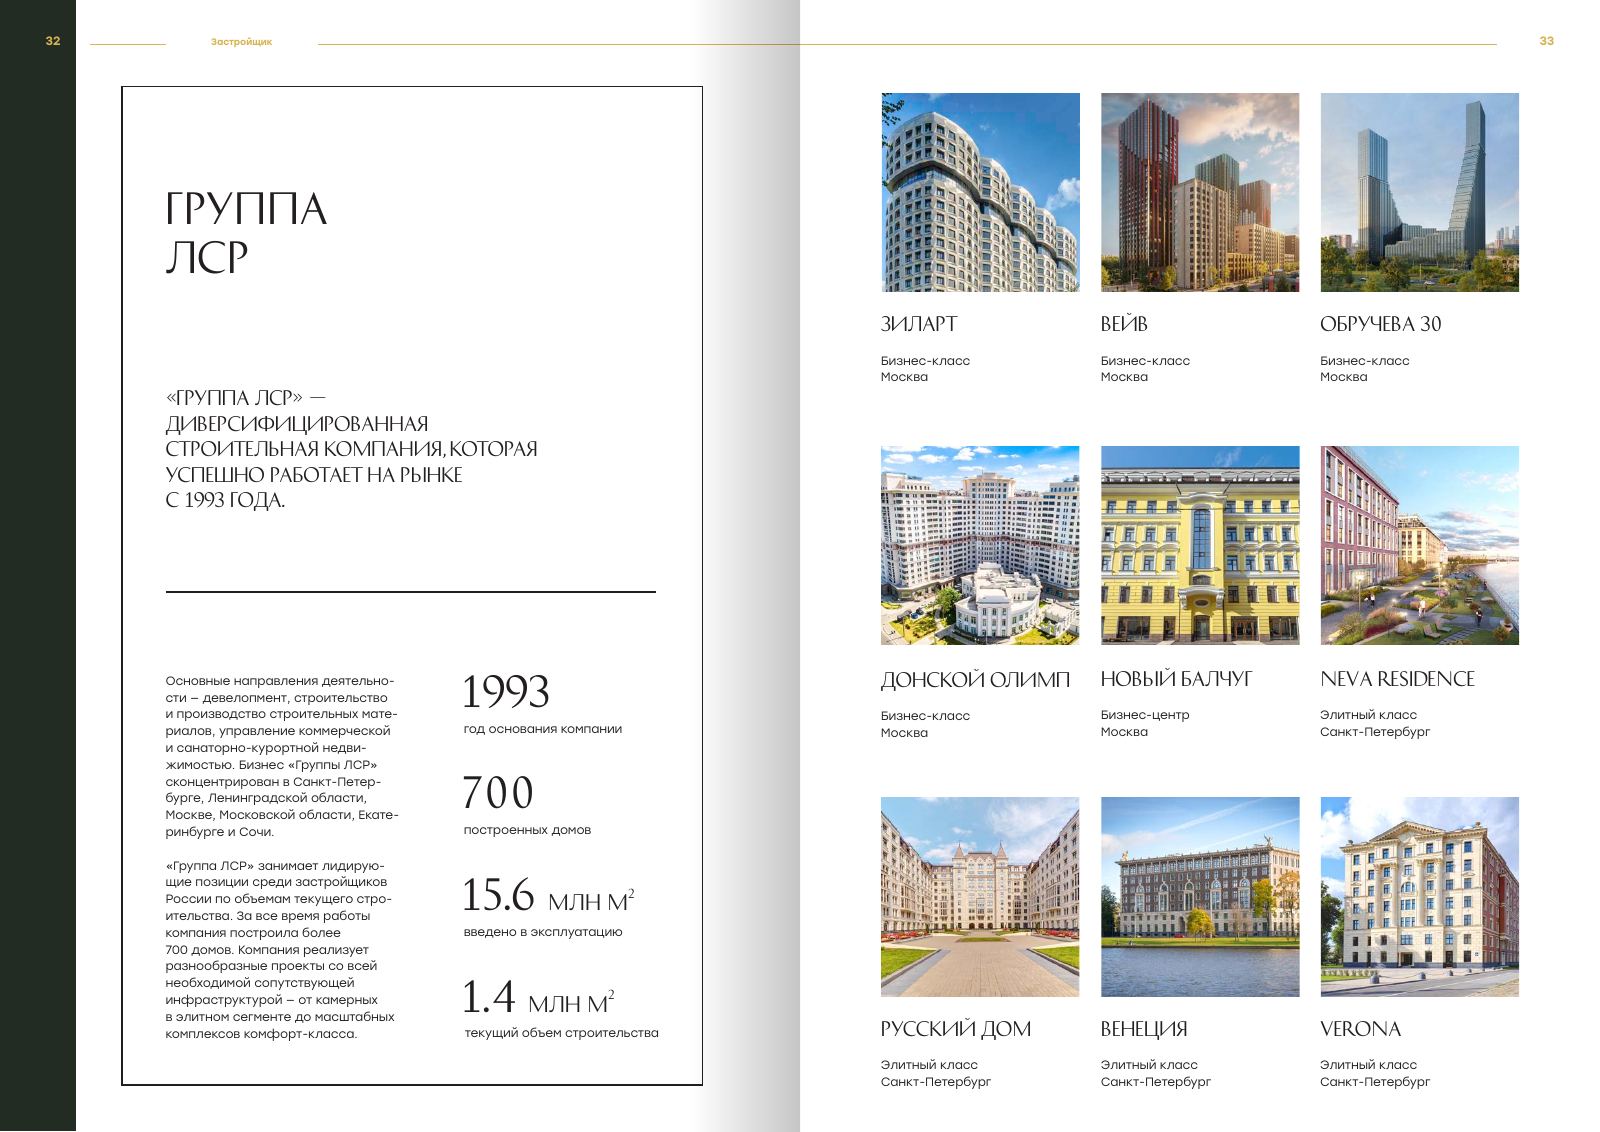 32
Застройщик
33
ГРУППА
ЛСР
«ГРУППА ЛСР» —
ДИВЕРСИФИЦИРОВАННАЯ
СТРОИТЕЛЬНАЯ КОМПАНИЯ, КОТОРАЯ
УСПЕШНО РАБОТАЕТ НА РЫНКЕ
С 1993 ГОДА.
Основные направления деятельно-
сти — девелопмент, строительство
и производство строительных мате-
риалов, управление коммерческой
и санаторно-курортной недви-
жимостью. Бизнес «Группы ЛСР»
сконцентрирован в Санкт-Петер-
бурге, Ленинградской области,
Москве, Московской области, Екате-
ринбурге и Сочи.
«Группа ЛСР» занимает лидирую-
щие позиции среди застройщиков
России по объемам текущего стро-
ительства. За все время работы
компания построила более
700 домов. Компания реализует
разнообразные проекты со всей
необходимой сопутствующей
инфраструктурой — от камерных
в элитном сегменте до масштабных
комплексов комфорт-класса.
1993
год основания компании
700
построенных домов
15.6 МЛН М²
введено в эксплуатацию
1.4 МЛН М²
текущий объем строительства
ЗИЛАРТ
Бизнес-класс
Москва
ВЕЙВ
Бизнес-класс
Москва
ОБРУЧЕВА 30
Бизнес-класс
Москва
ДОНСКОЙ ОЛИМП
Бизнес-класс
Москва
НОВЫЙ БАЛЧУГ
Бизнес-центр
Москва
NEVA RESIDENCE
Элитный класс
Санкт-Петербург
РУССКИЙ ДОМ
Элитный класс
Санкт-Петербург
ВЕНЕЦИЯ
Элитный класс
Санкт-Петербург
VERONA
Элитный класс
Санкт-Петербург